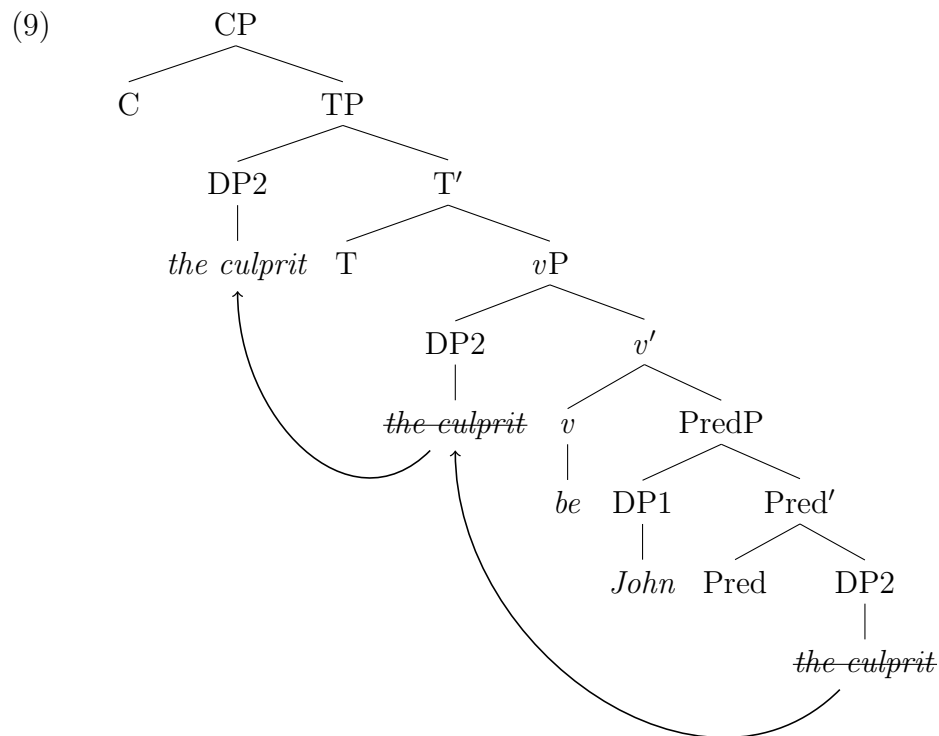 (9) CP
C TP
DP2 T′
the culprit T vP
DP2 v′
the culprit v PredP
be DP1 Pred′
John Pred DP2
the culprit